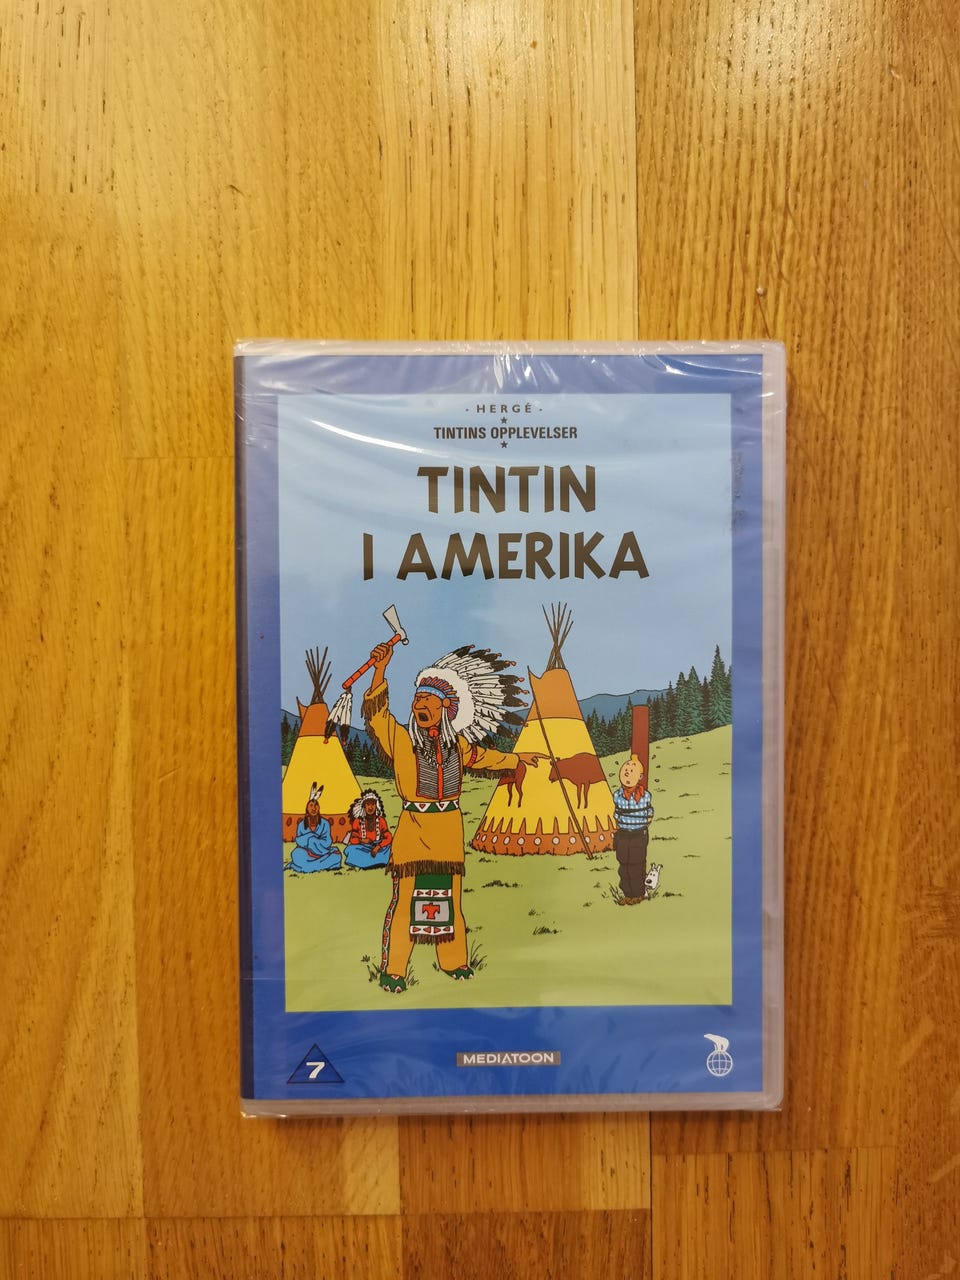 · HERGÉ ·
TINTINS OPPLEVELSER
TINTIN
I AMERIKA
7
MEDIATOON